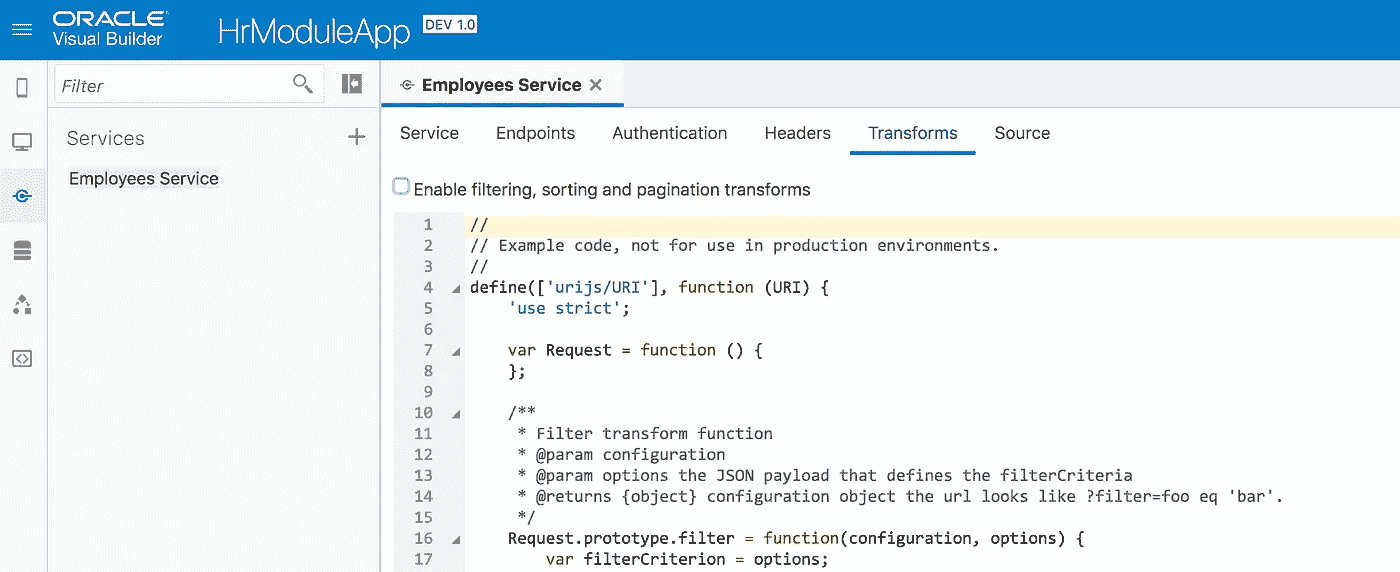 ORACLE
Visual Builder
HrModuleApp
DEV 1.0
Filter
Services
Employees Service
Employees Service
Service Endpoints Authentication Headers Transforms Source
Enable filtering, sorting and pagination transforms
1 //
2 // Example code, not for use in production environments.
3 //
4 define(['urijs/URI'], function (URI) {
5 'use strict';
6
7 var Request = function () {
8 };
9
10 /**
11 * Filter transform function
12 * @param configuration
13 * @param options the JSON payload that defines the filterCriteria
14 * @returns {object} configuration object the url looks like ?filter=foo eq 'bar'.
15 */
16 Request.prototype.filter = function(configuration, options) {
17 var filterCriterion = options;